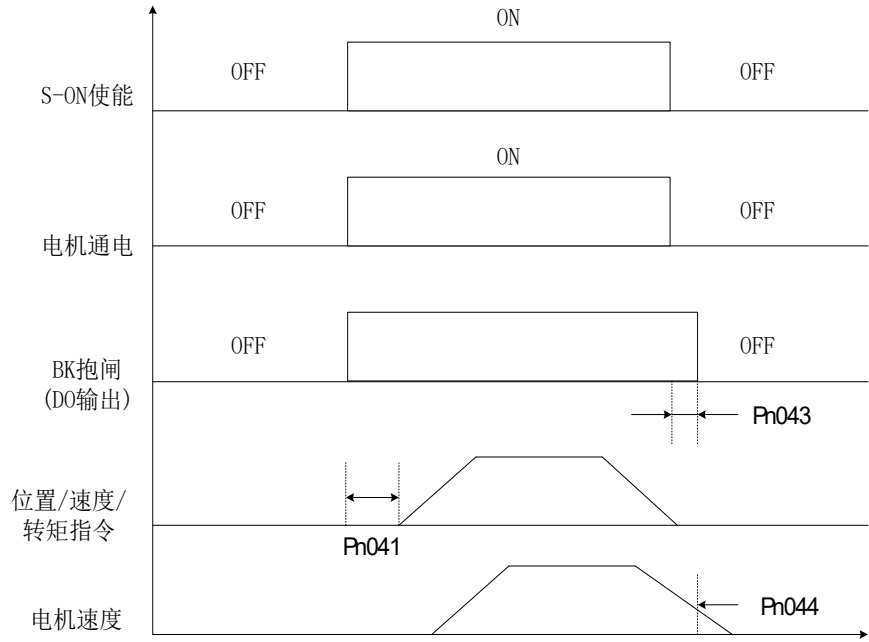 ON
OFF
OFF
S-ON使能
ON
OFF
OFF
电机通电
OFF
OFF
BK抱闸
(DO输出)
Pn043
位置/速度/
转矩指令
Pn041
Pn044
电机速度